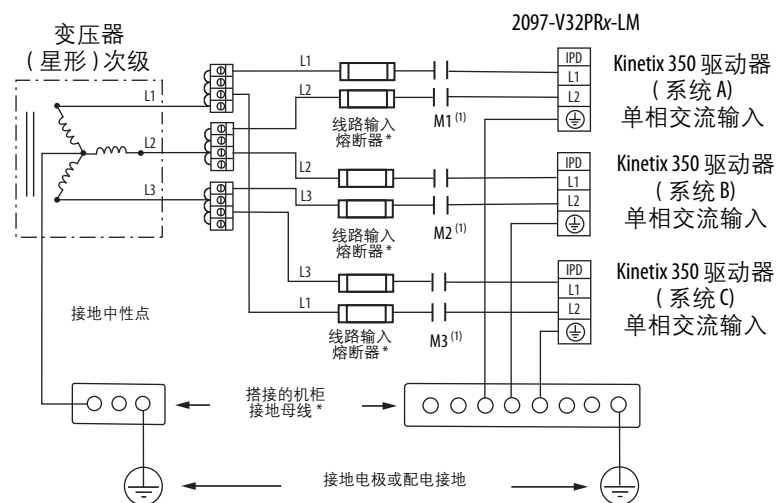 2097-V32PRx-LM
变压器
(星形)次级
L1
L2
L3
L1
L2
线路输入
熔断器*
M1 (1)
IPD
L1
L2
Kinetix 350 驱动器
(系统 A)
单相交流输入
L2
L3
线路输入
熔断器*
M2 (1)
IPD
L1
L2
Kinetix 350 驱动器
(系统 B)
单相交流输入
L3
L1
线路输入
熔断器*
M3 (1)
IPD
L1
L2
Kinetix 350 驱动器
(系统 C)
单相交流输入
接地中性点
搭接的机柜
接地母线*
接地电极或配电接地